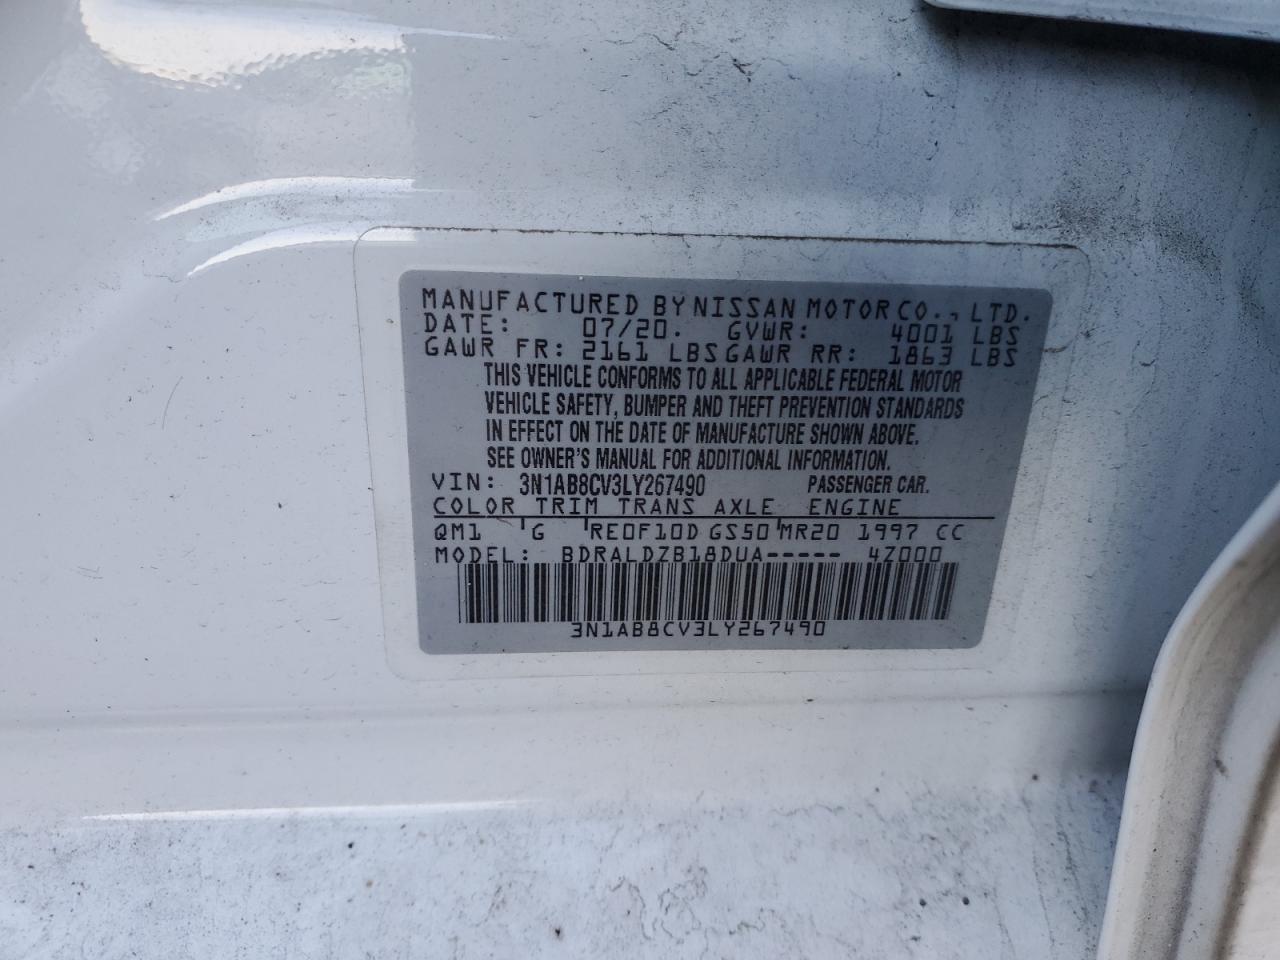 MANUFACTURED BY NISSAN MOTOR CO., LTD.
DATE: 07/20. GVWR: 4001 LBS
GAWR FR: 2161 LBS GAWR RR: 1863 LBS
THIS VEHICLE CONFORMS TO ALL APPLICABLE FEDERAL MOTOR
VEHICLE SAFETY, BUMPER AND THEFT PREVENTION STANDARDS
IN EFFECT ON THE DATE OF MANUFACTURE SHOWN ABOVE.
SEE OWNER'S MANUAL FOR ADDITIONAL INFORMATION.
VIN: 3N1AB8CV3LY267490 PASSENGER CAR.
COLOR TRIM TRANS AXLE ENGINE
QM1 'G 'RE0F10D GS50 'MR20 1997 CC
MODEL: BDRALDZB18DUA----- 4Z000
3N1AB8CV3LY267490